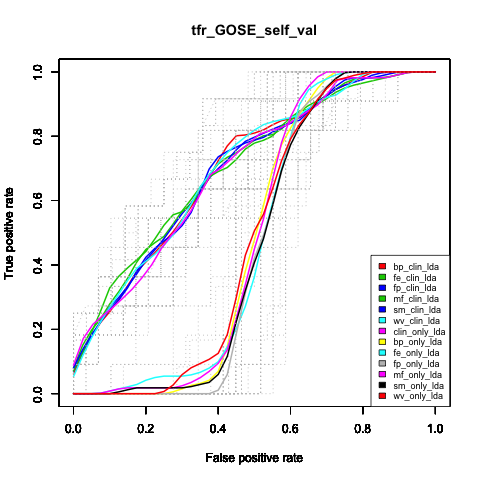 tfr_GOSE_self_val
True positive rate
1.0
0.8
0.6
0.4
0.2
0.0
bp_clin_lda
fe_clin_lda
fp_clin_lda
mf_clin_lda
sm_clin_lda
wv_clin_lda
clin_only_lda
bp_only_lda
fe_only_lda
fp_only_lda
mf_only_lda
sm_only_lda
wv_only_lda
0.0 0.2 0.4 0.6 0.8 1.0
False positive rate